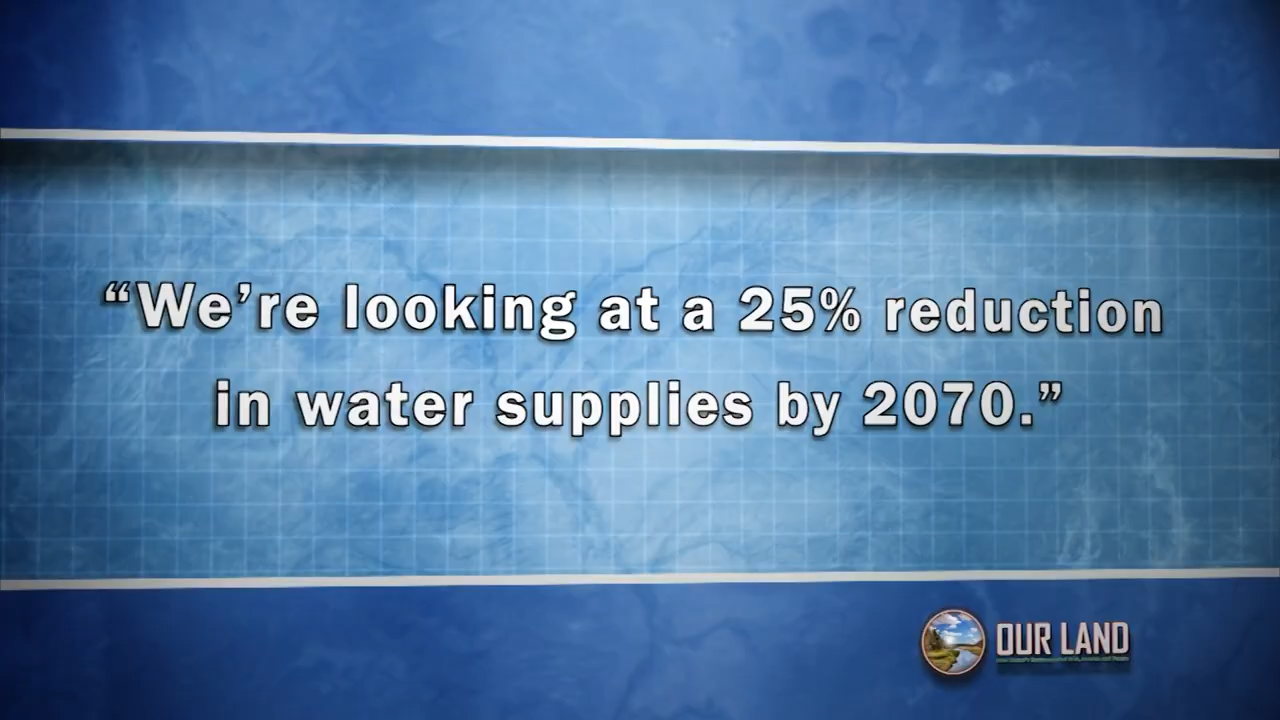 “We’re looking at a 25% reduction
in water supplies by 2070.”
OUR LAND